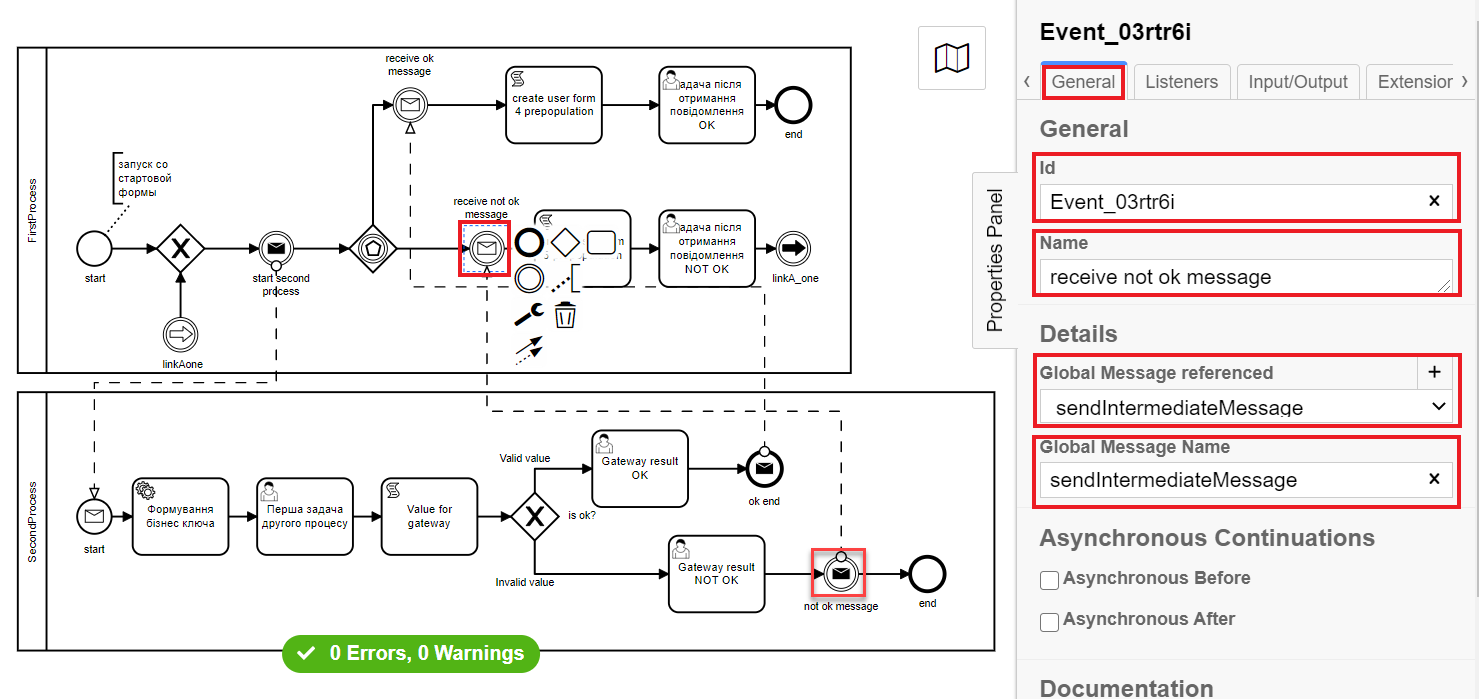 FirstProcess
receive ok
message
create user form
4 prepopulation
адача після
отримання
повідомлення
OK
end
запуск со
стартовой
формы
start
start second
process
linkAone
receive not ok
message
адача після
отримання
повідомлення
NOT OK
linkA_one
SecondProcess
start
Формування
бізнес ключа
Перша задача
другого процесу
Value for
gateway
Valid value
is ok?
Invalid value
Gateway result
OK
ok end
Gateway result
NOT OK
not ok message
end
0 Errors, 0 Warnings
Properties Panel
Event_03rtr6i
General
Listeners
Input/Output
Extension
General
Id
Event_03rtr6i
Name
receive not ok message
Details
Global Message referenced
+
sendIntermediateMessage
Global Message Name
sendIntermediateMessage
Asynchronous Continuations
Asynchronous Before
Asynchronous After
Documentation